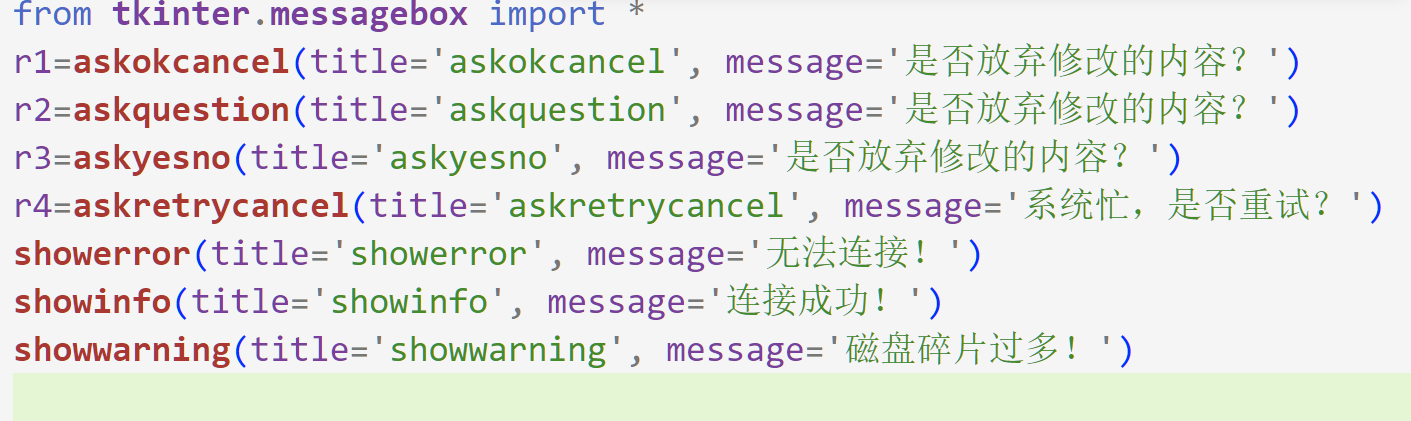 from tkinter.messagebox import *
r1=askokcancel(title='askokcancel', message='是否放弃修改的内容？')
r2=askquestion(title='askquestion', message='是否放弃修改的内容？')
r3=askyesno(title='askyesno', message='是否放弃修改的内容？')
r4=askretrycancel(title='askretrycancel', message='系统忙，是否重试？')
showerror(title='showerror', message='无法连接！')
showinfo(title='showinfo', message='连接成功！')
showwarning(title='showwarning', message='磁盘碎片过多！')